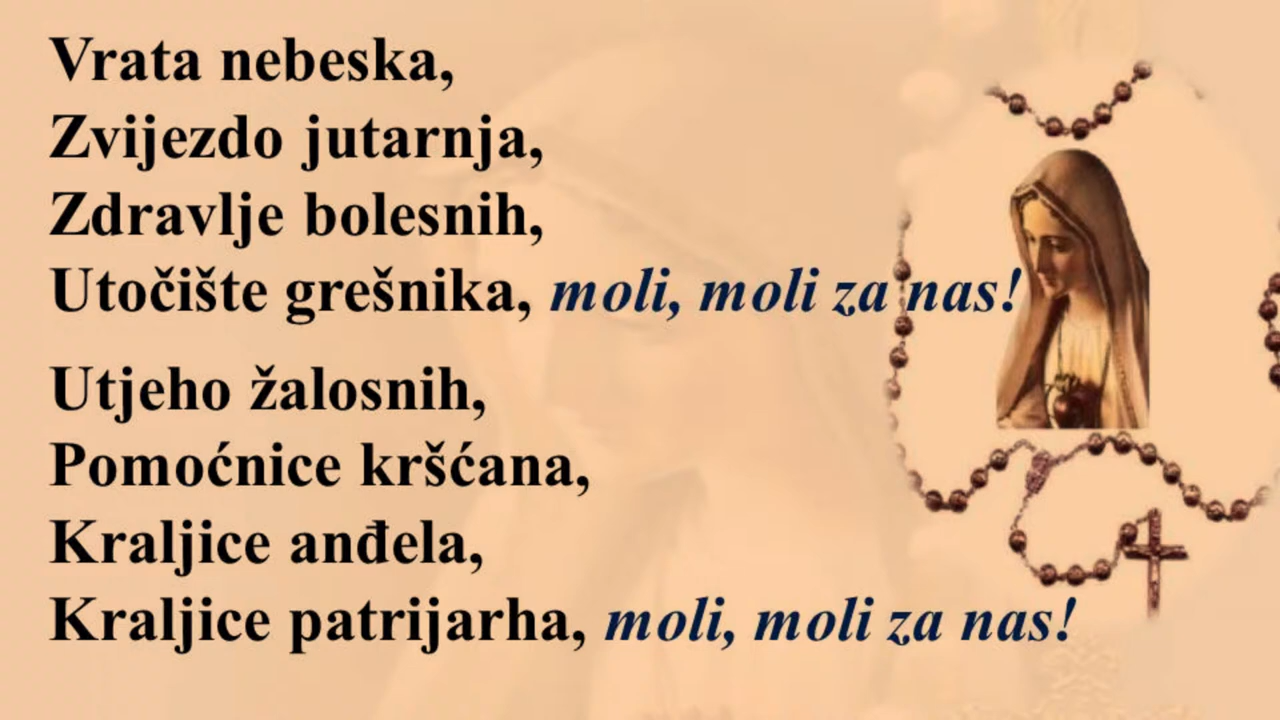 Vrata nebeska,
Zvijezdo jutarnja,
Zdravlje bolesnih,
Utočište grešnika, moli, moli za nas!
Utjeho žalosnih,
Pomoćnice kršćana,
Kraljice anđela,
Kraljice patrijarha, moli, moli za nas!